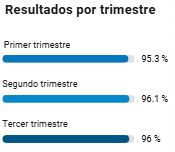 Resultados por trimestre
Primer trimestre
95.3 %
Segundo trimestre
96.1 %
Tercer trimestre
96 %